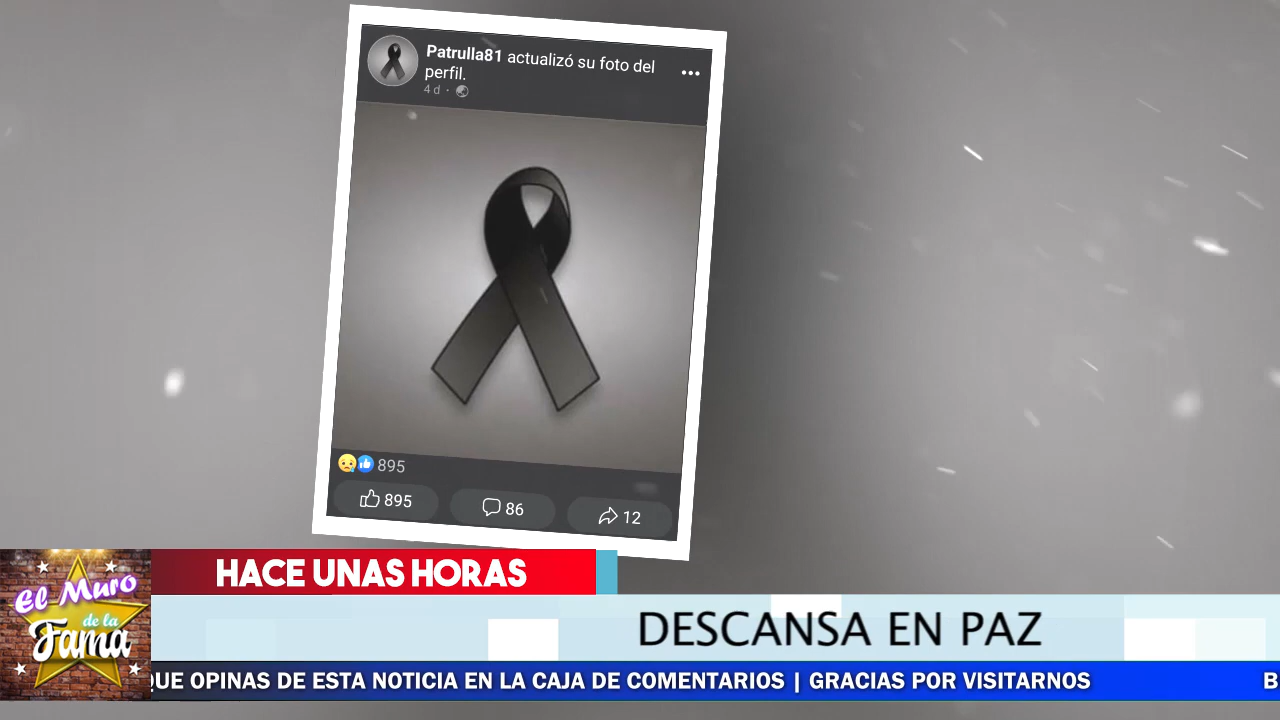 Patrulla81 actualizó su foto del
perfil.
4 d ·
895
895
86
12
HACE UNAS HORAS
El Muro
de la
Fama
DESCANSA EN PAZ
QUE OPINAS DE ESTA NOTICIA EN LA CAJA DE COMENTARIOS | GRACIAS POR VISITARNOS
B